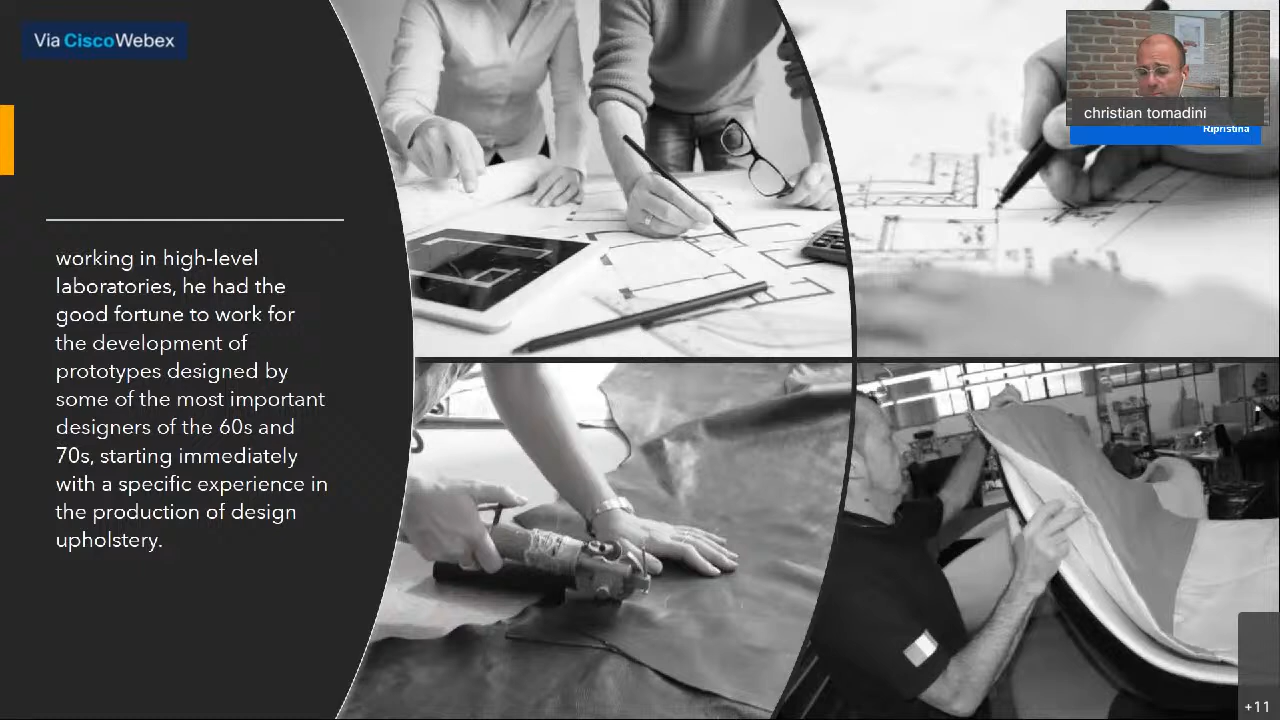 Via CiscoWebex
christian tomadini
Ripristina
working in high-level
laboratories, he had the
good fortune to work for
the development of
prototypes designed by
some of the most important
designers of the 60s and
70s, starting immediately
with a specific experience in
the production of design
upholstery.
+11